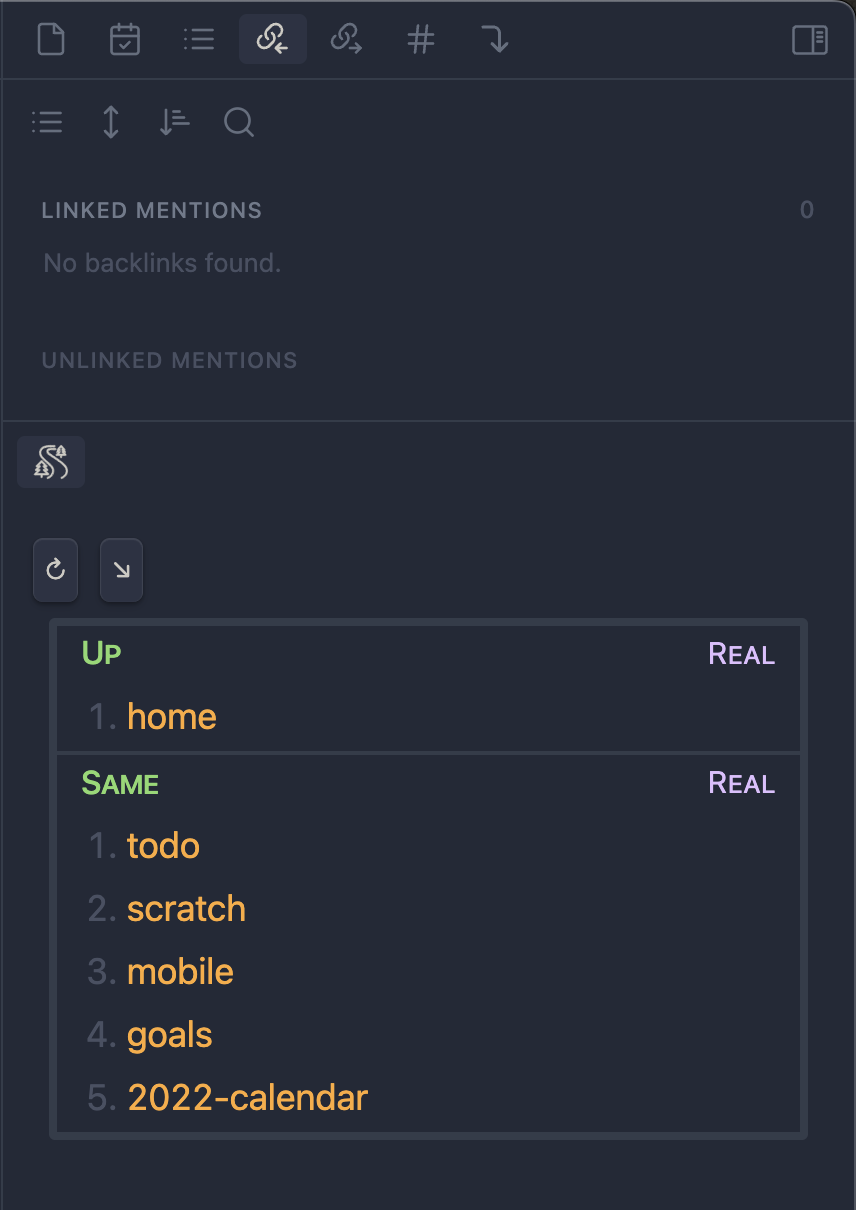 LINKED MENTIONS 0
No backlinks found.
UNLINKED MENTIONS
UP REAL
1. home
SAME REAL
1. todo
2. scratch
3. mobile
4. goals
5. 2022-calendar